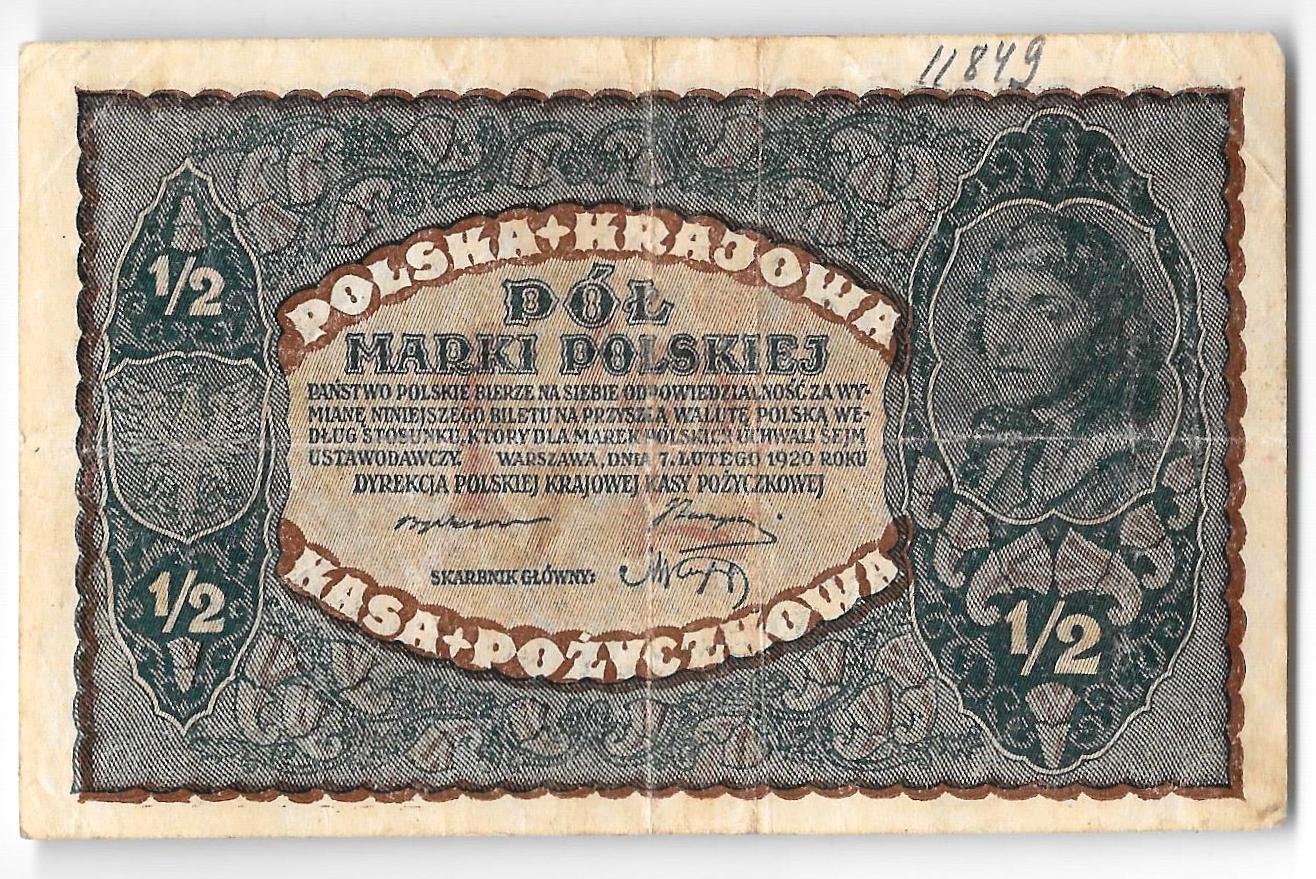 11849
POLSKA + KRAJOWA
PÓŁ
MARKI POLSKIEJ
PAŃSTWO POLSKIE BIERZE NA SIEBIE ODPOWIEDZIALNOŚĆ ZA WY-
MIANĘ NINIEJSZEGO BILETU NA PRZYSZŁĄ WALUTĘ POLSKĄ WE-
DŁUG STOSUNKU, KTÓRY DLA MAREK POLSKICH UCHWALI SEJM
USTAWODAWCZY. WARSZAWA, DNIA 7. LUTEGO 1920 ROKU
DYREKCJA POLSKIEJ KRAJOWEJ KASY POŻYCZKOWEJ
SKARBNIK GŁÓWNY:
KASA + POŻYCZKOWA
1/2
1/2
1/2